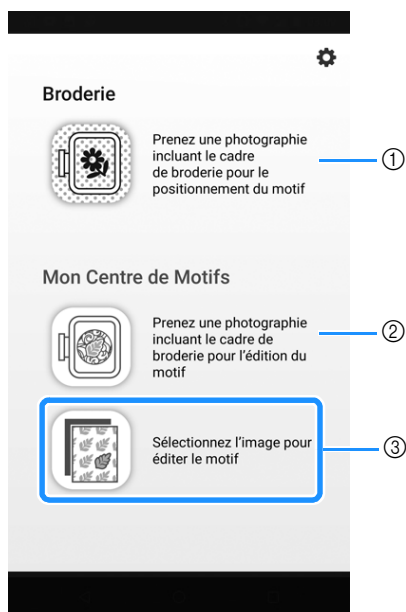 Broderie
Prenez une photographie
incluant le cadre
de broderie pour le
positionnement du motif
①
Mon Centre de Motifs
Prenez une photographie
incluant le cadre de
broderie pour l'édition du
motif
②
Sélectionnez l'image pour
éditer le motif
③